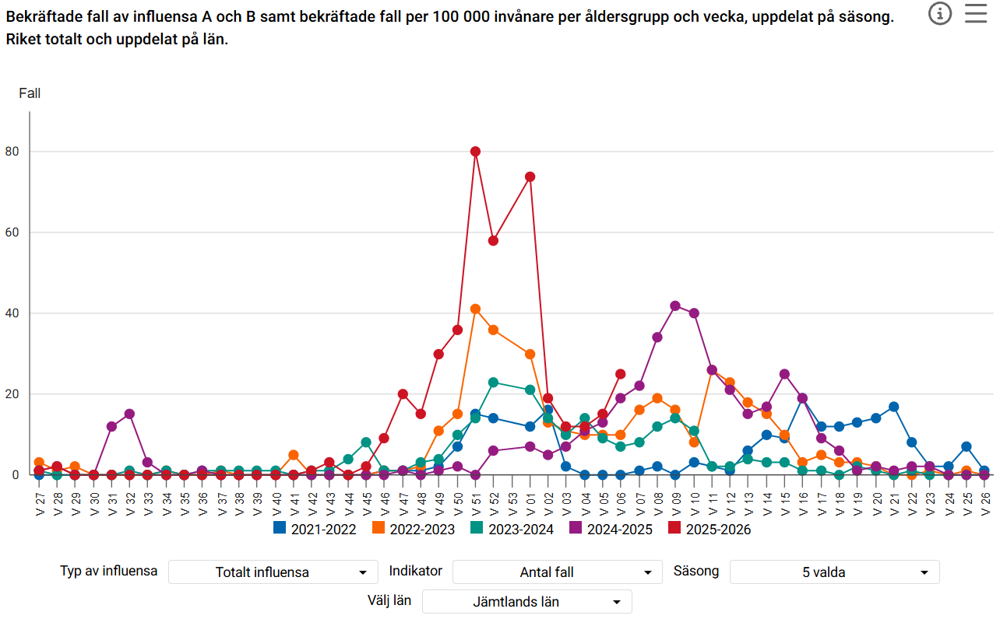 Bekräftade fall av influensa A och B samt bekräftade fall per 100 000 invånare per åldersgrupp och vecka, uppdelat på säsong.
Riket totalt och uppdelat på län.
Fall
80
60
40
20
0
V 27 V 28 V 29 V 30 V 31 V 32 V 33 V 34 V 35 V 36 V 37 V 38 V 39 V 40 V 41 V 42 V 43 V 44 V 45 V 46 V 47 V 48 V 49 V 50 V 51 V 52 V 53 V 01 V 02 V 03 V 04 V 05 V 06 V 07 V 08 V 09 V 10 V 11 V 12 V 13 V 14 V 15 V 16 V 17 V 18 V 19 V 20 V 21 V 22 V 23 V 24 V 25 V 26
2021-2022 2022-2023 2023-2024 2024-2025 2025-2026
Typ av influensa Totalt influensa Indikator Antal fall Säsong 5 valda
Välj län Jämtlands län